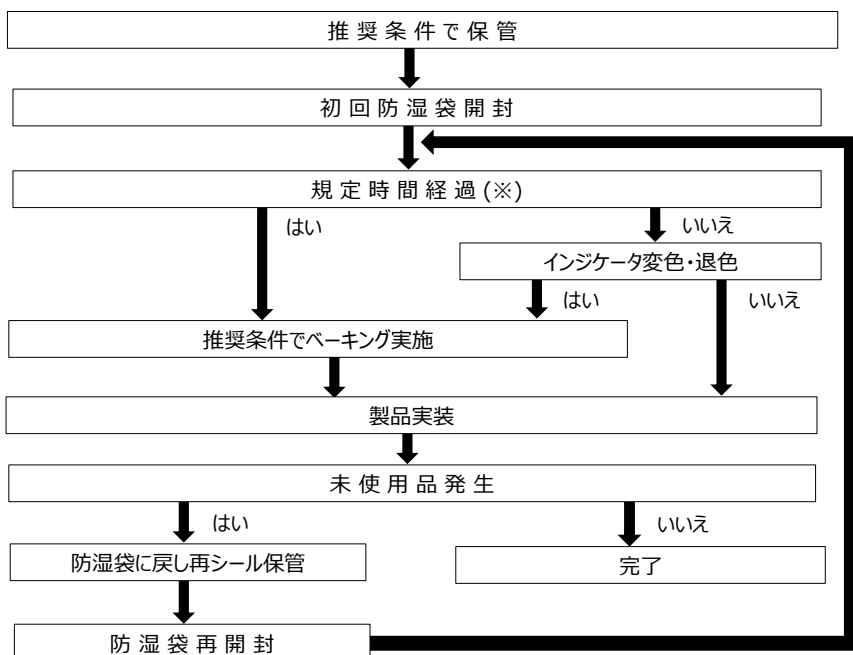 推奨条件で保管
初回防湿袋開封
規定時間経過(※)
はい
いいえ
インジケータ変色・退色
はい
いいえ
推奨条件でベーキング実施
製品実装
未使用品発生
はい
いいえ
防湿袋に戻し再シール保管
完了
防湿袋再開封